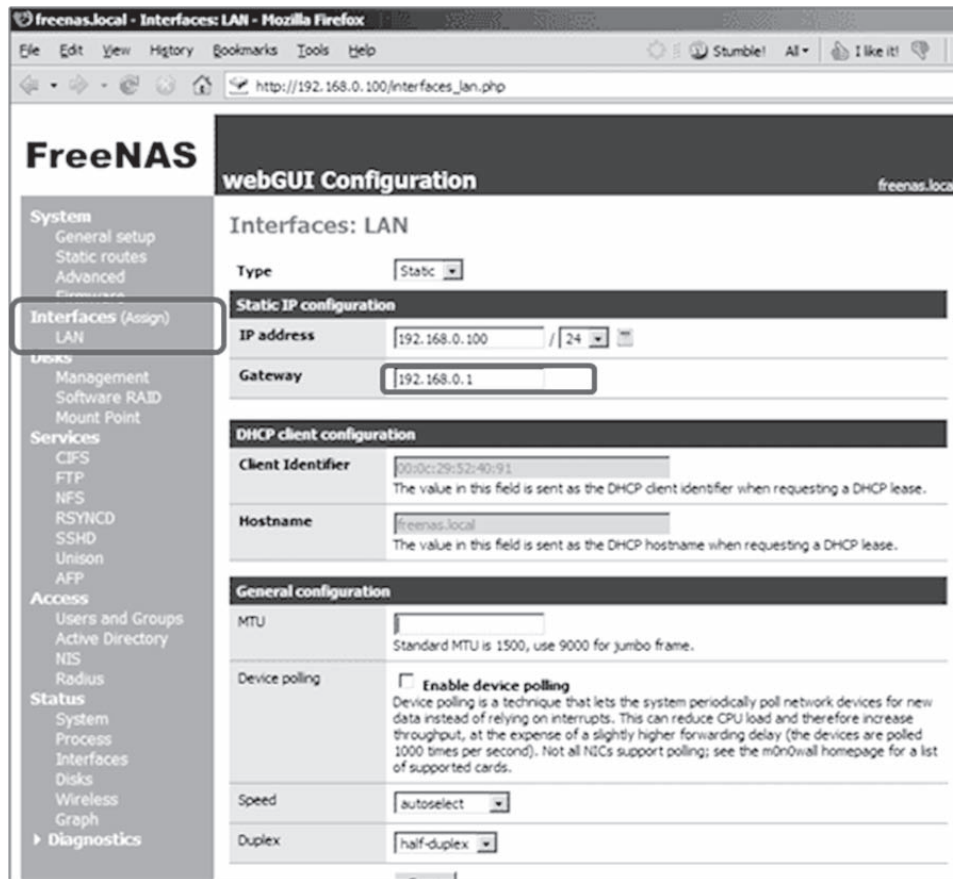 freenas.local - Interfaces: LAN - Mozilla Firefox
File Edit View History Bookmarks Tools Help Stumble! All I like it!
http://192.168.0.100/interfaces_lan.php
FreeNAS
webGUI Configuration
freenas.loca
System
General setup
Static routes
Advanced
Firmware
Interfaces (Assign)
LAN
Disks
Management
Software RAID
Mount Point
Services
CIFS
FTP
NFS
RSYNCD
SSHD
Unison
AFP
Access
Users and Groups
Active Directory
NIS
Radius
Status
System
Process
Interfaces
Disks
Wireless
Graph
Diagnostics
Interfaces: LAN
Type Static
Static IP configuration
IP address 192.168.0.100 / 24
Gateway 192.168.0.1
DHCP client configuration
Client Identifier 00:0c:29:52:40:91
The value in this field is sent as the DHCP client identifier when requesting a DHCP lease.
Hostname freenas.local
The value in this field is sent as the DHCP hostname when requesting a DHCP lease.
General configuration
MTU
Standard MTU is 1500, use 9000 for jumbo frame.
Device polling Enable device polling
Device polling is a technique that lets the system periodically poll network devices for new
data instead of relying on interrupts. This can reduce CPU load and therefore increase
throughput, at the expense of a slightly higher forwarding delay (the devices are polled
1000 times per second). Not all NICs support polling; see the m0n0wall homepage for a list
of supported cards.
Speed autoselect
Duplex half-duplex